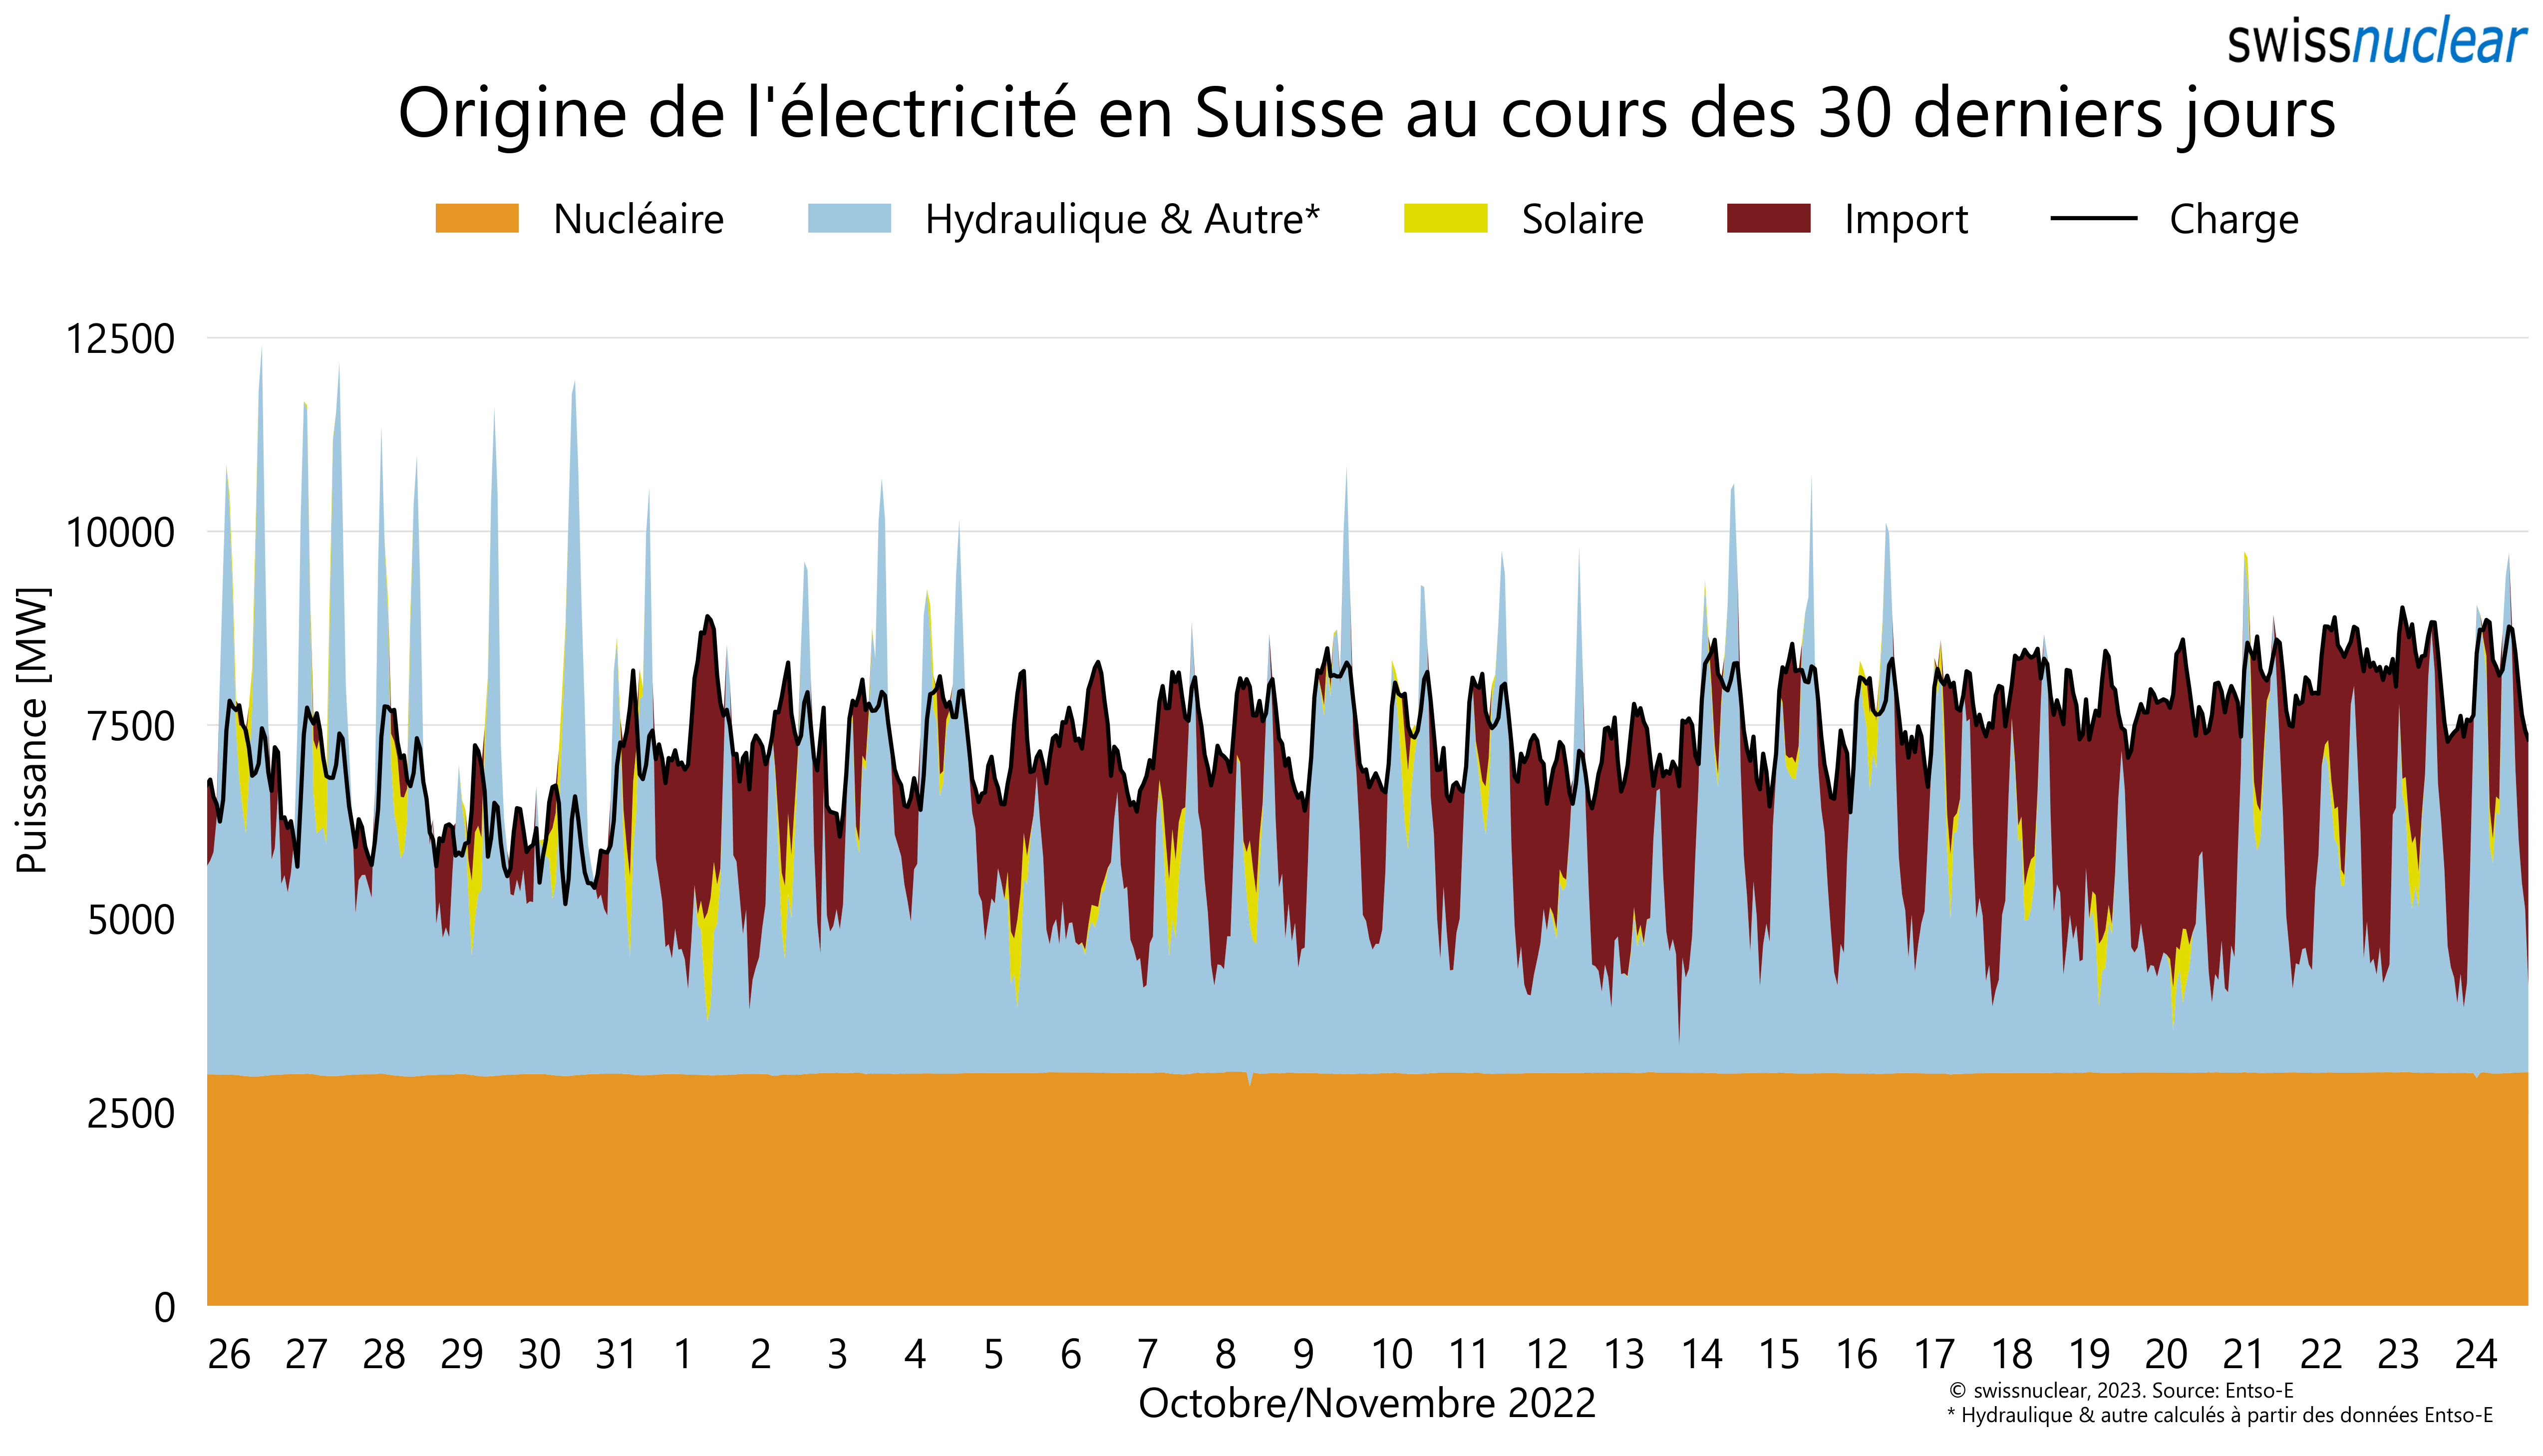 swissnuclear
Origine de l'électricité en Suisse au cours des 30 derniers jours
Nucléaire Hydraulique & Autre* Solaire Import Charge
12500
10000
7500
5000
2500
0
Puissance [MW]
26 27 28 29 30 31 1 2 3 4 5 6 7 8 9 10 11 12 13 14 15 16 17 18 19 20 21 22 23 24
Octobre/Novembre 2022
© swissnuclear, 2023. Source: Entso-E
* Hydraulique & autre calculés à partir des données Entso-E